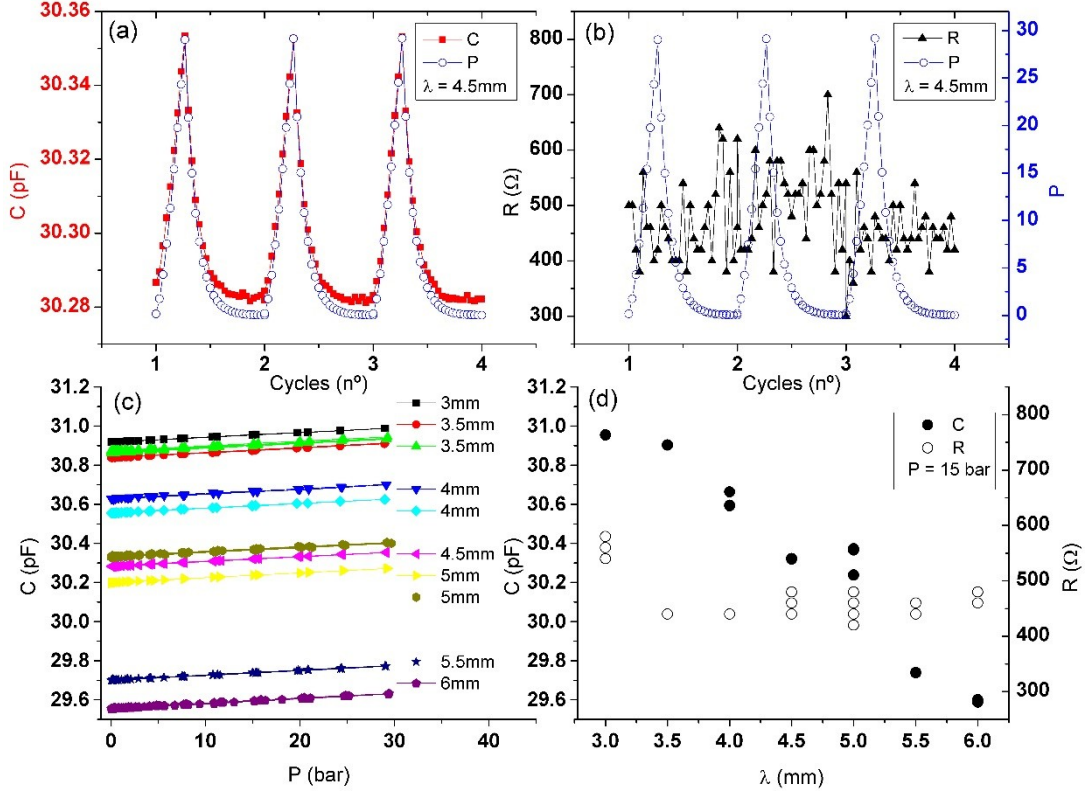 (a)
C
P
λ = 4.5mm
30.36
30.34
30.32
30.30
30.28
C (pF)
1
2
3
4
Cycles (nº)
(b)
R
P
λ = 4.5mm
800
700
600
500
400
300
R (Ω)
30
25
20
15
10
5
0
P
1
2
3
4
Cycles (nº)
(c)
31.2
31.0
30.8
30.6
30.4
30.2
30.0
29.8
29.6
C (pF)
3mm
3.5mm
3.5mm
4mm
4mm
4.5mm
5mm
5mm
5.5mm
6mm
0
10
20
30
40
P (bar)
(d)
C
R
P = 15 bar
31.2
31.0
30.8
30.6
30.4
30.2
30.0
29.8
29.6
C (pF)
800
700
600
500
400
300
R (Ω)
3.0
3.5
4.0
4.5
5.0
5.5
6.0
λ (mm)